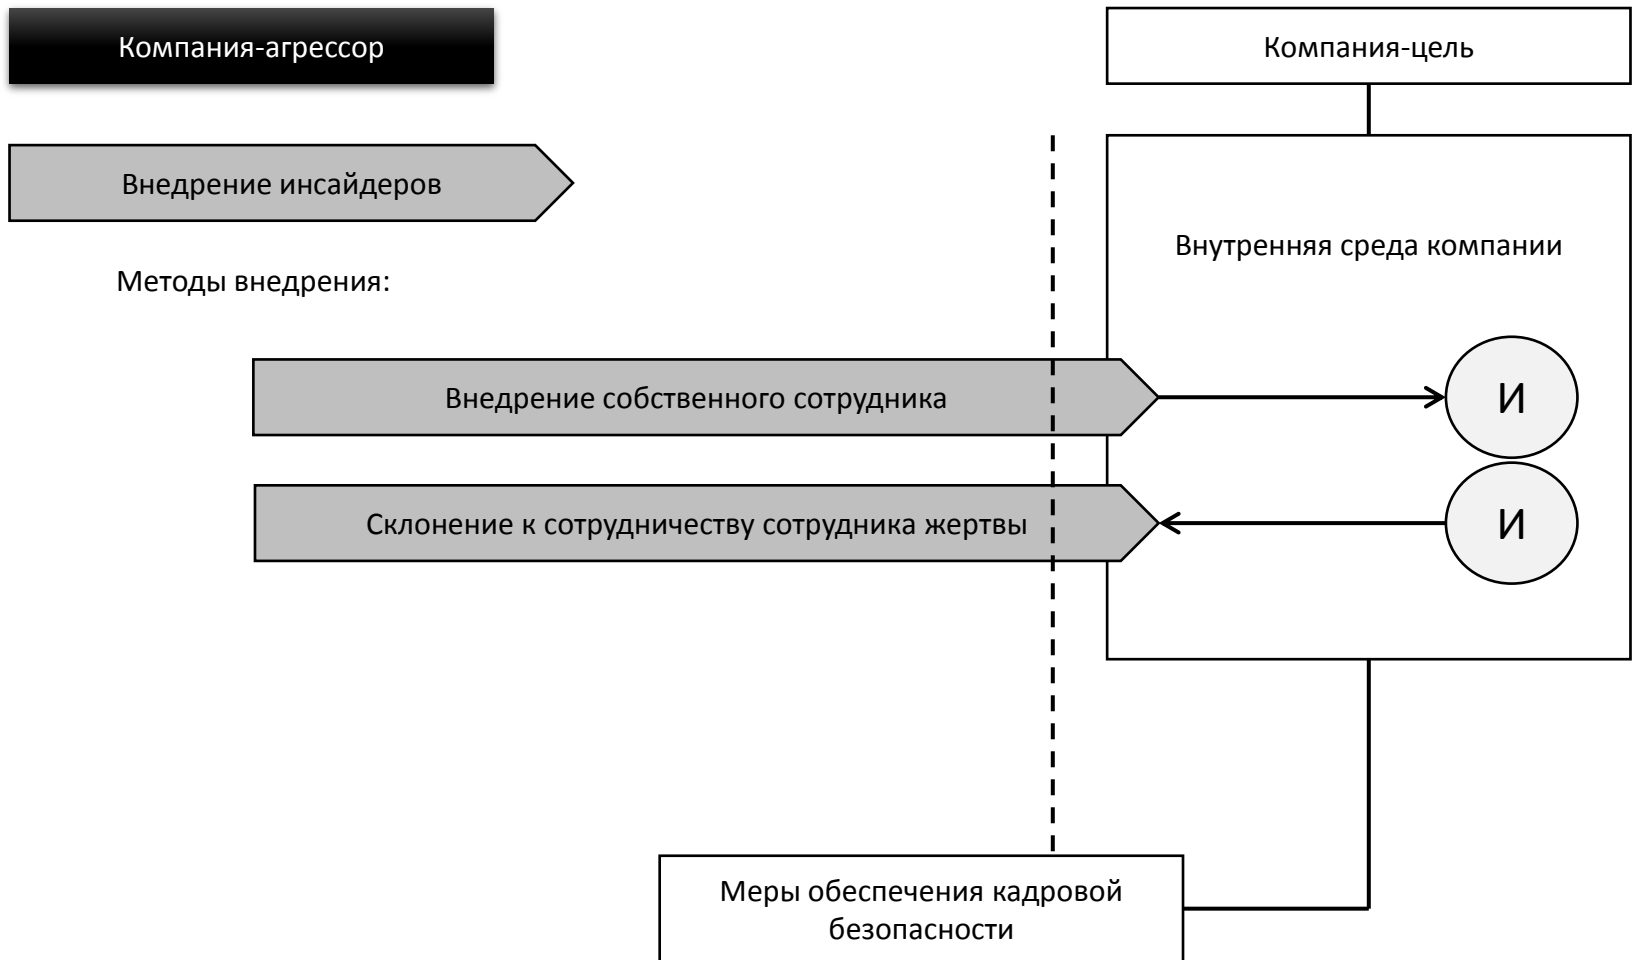 Компания-агрессор
Компания-цель
Внедрение инсайдеров
Внутренняя среда компании
Методы внедрения:
Внедрение собственного сотрудника
И
Склонение к сотрудничеству сотрудника жертвы
И
Меры обеспечения кадровой
безопасности